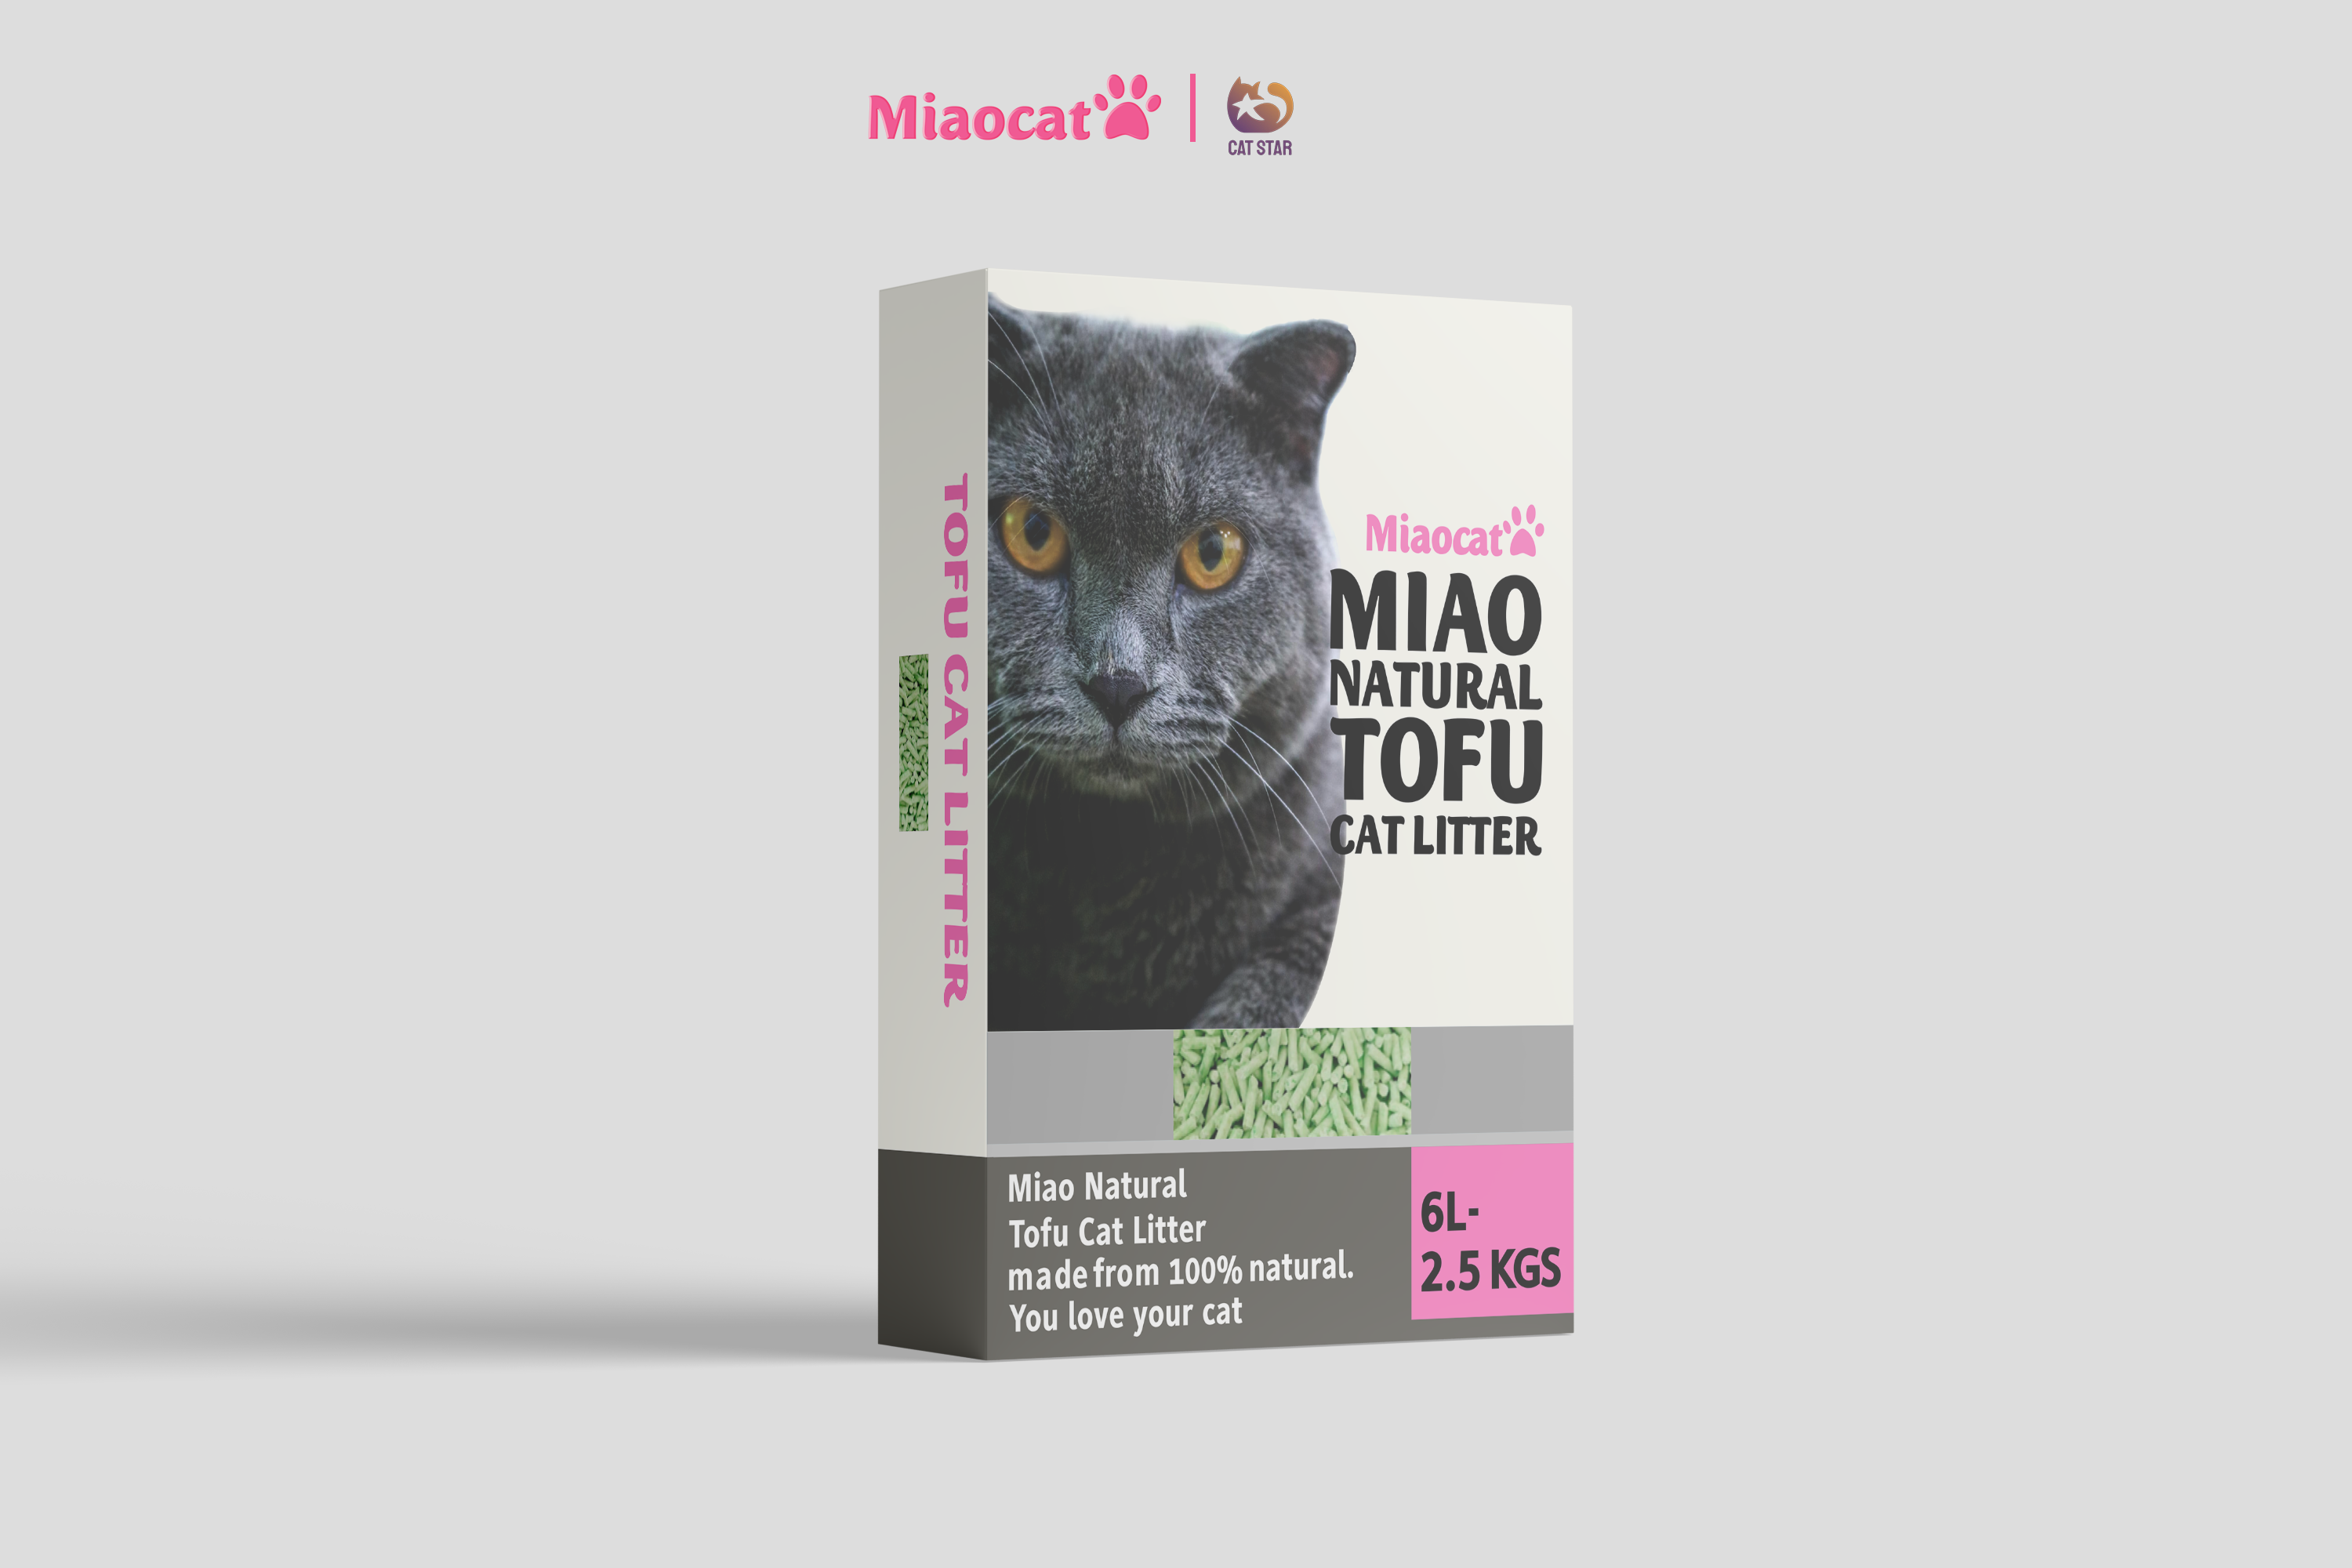 Miaocat
CAT STAR
TOFU CAT LITTER
Miaocat
MIAO
NATURAL
TOFU
CAT LITTER
Miao Natural
Tofu Cat Litter
made from 100% natural.
You love your cat
6L-
2.5 KGS